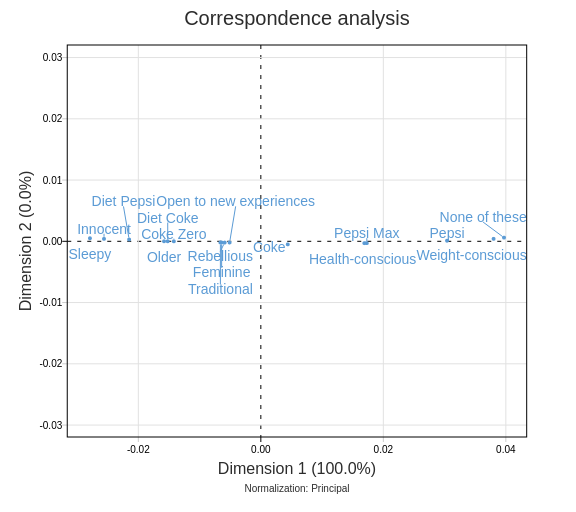 Correspondence analysis
0.03
0.02
0.01
Diet Pepsi
Open to new experiences
None of these
Diet Coke
Innocent
Coke Zero
Pepsi Max
Pepsi
0.00
Coke
Sleepy
Older
Rebellious
Health-conscious
Weight-conscious
Feminine
Traditional
-0.01
-0.02
-0.03
Dimension 2 (0.0%)
-0.02
0.00
0.02
0.04
Dimension 1 (100.0%)
Normalization: Principal